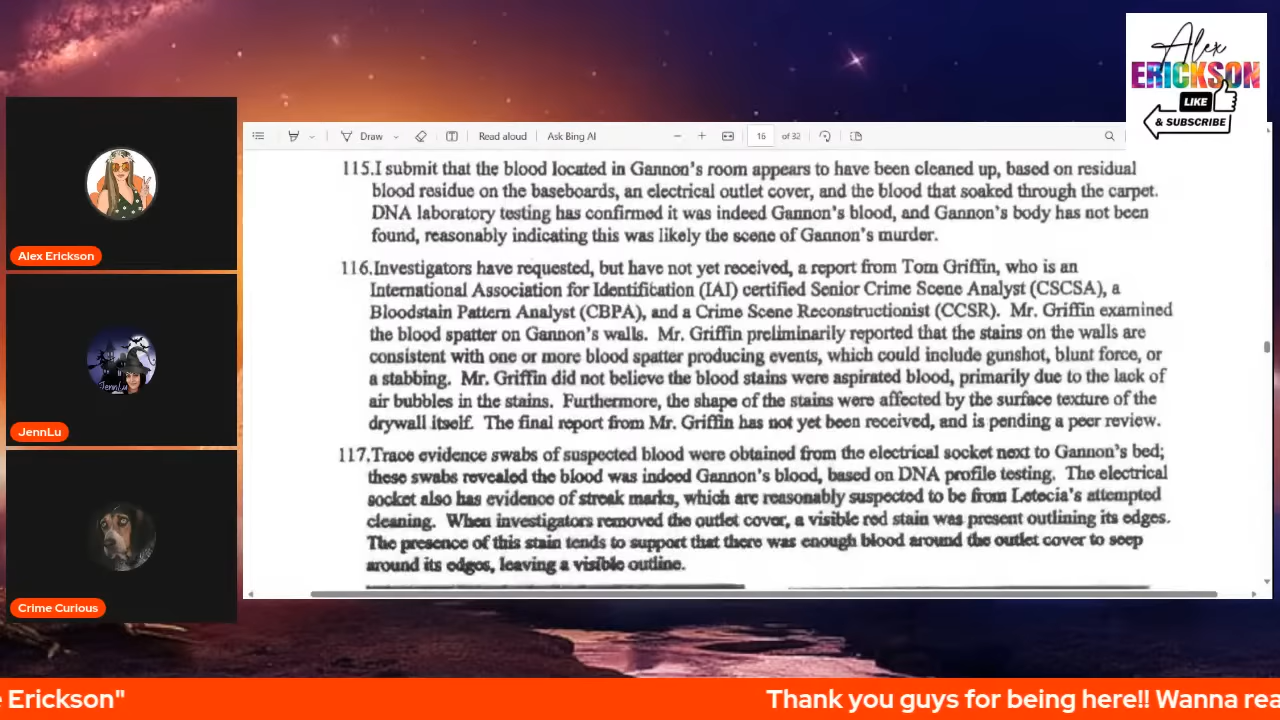 Alex
ERICKSON
LIKE
& SUBSCRIBE
Draw
Read aloud
Ask Bing AI
16
of 32
115.I submit that the blood located in Gannon's room appears to have been cleaned up, based on residual
blood residue on the baseboards, an electrical outlet cover, and the blood that soaked through the carpet.
DNA laboratory testing has confirmed it was indeed Gannon's blood, and Gannon's body has not been
found, reasonably indicating this was likely the scene of Gannon's murder.
116.Investigators have requested, but have not yet received, a report from Tom Griffin, who is an
International Association for Identification (IAI) certified Senior Crime Scene Analyst (CSCSA), a
Bloodstain Pattern Analyst (CBPA), and a Crime Scene Reconstructionist (CCSR). Mr. Griffin examined
the blood spatter on Gannon's walls. Mr. Griffin preliminarily reported that the stains on the walls are
consistent with one or more blood spatter producing events, which could include gunshot, blunt force, or
a stabbing. Mr. Griffin did not believe the blood stains were aspirated blood, primarily due to the lack of
air bubbles in the stains. Furthermore, the shape of the stains were affected by the surface texture of the
drywall itself. The final report from Mr. Griffin has not yet been received, and is pending a peer review.
117.Trace evidence swabs of suspected blood were obtained from the electrical socket next to Gannon's bed;
these swabs revealed the blood was indeed Gannon's blood, based on DNA profile testing. The electrical
socket also has evidence of streak marks, which are reasonably suspected to be from Letecia's attempted
cleaning. When investigators removed the outlet cover, a visible red stain was present outlining its edges.
The presence of this stain tends to support that there was enough blood around the outlet cover to seep
around its edges, leaving a visible outline.
Alex Erickson
JennLu
JennLu
Crime Curious
e Erickson"
Thank you guys for being here!! Wanna rea